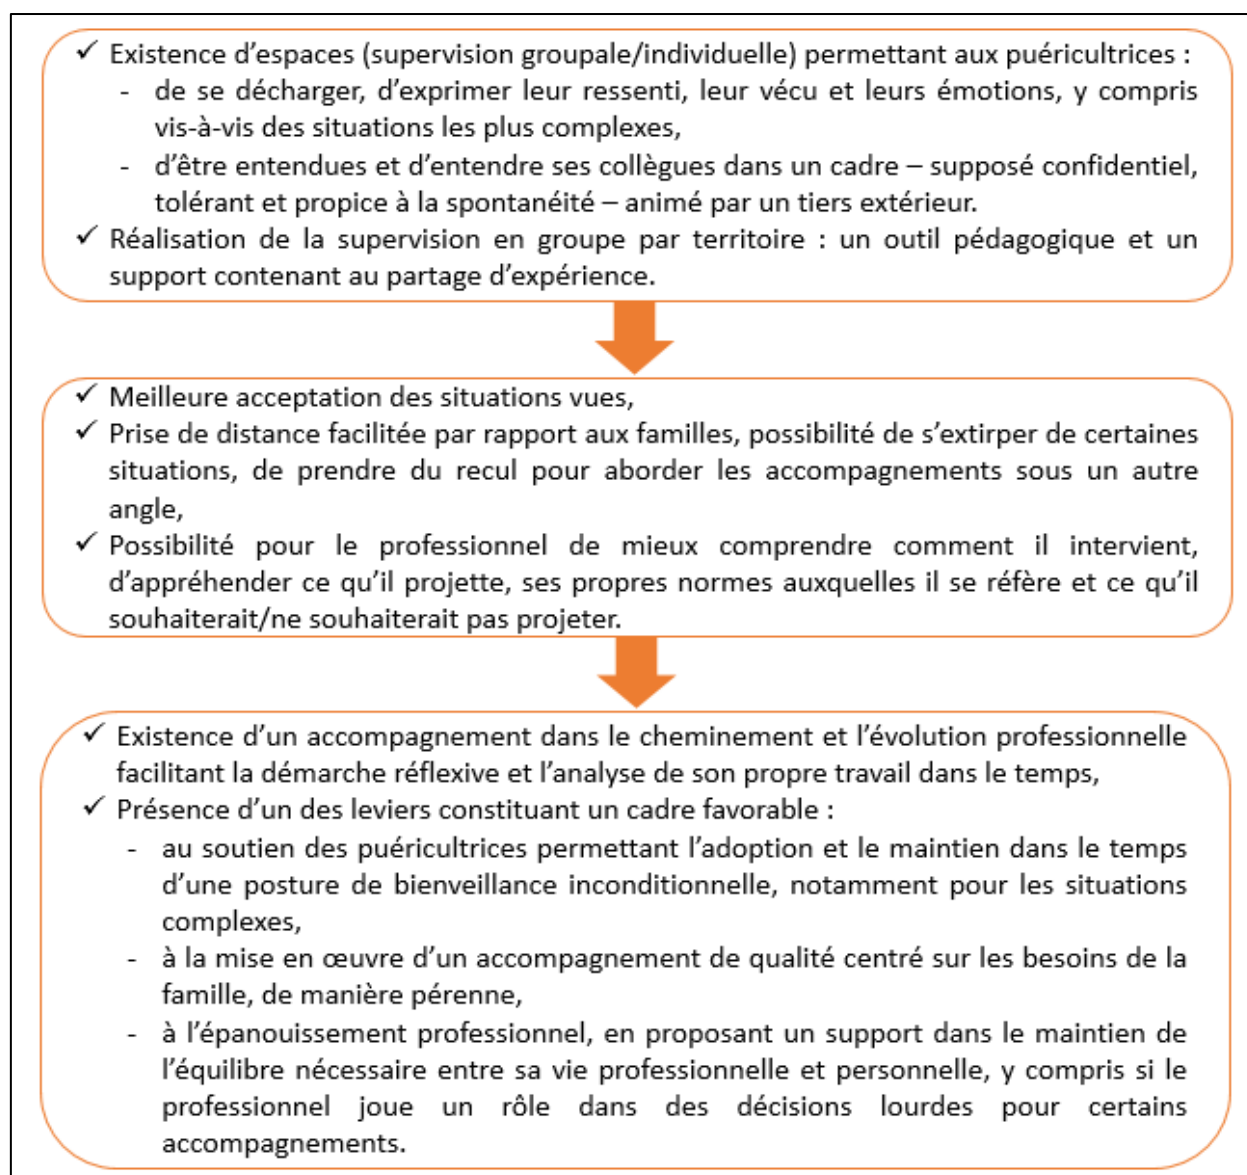 ✓ Existence d’espaces (supervision groupale/individuelle) permettant aux puéricultrices :
- de se décharger, d’exprimer leur ressenti, leur vécu et leurs émotions, y compris
vis-à-vis des situations les plus complexes,
- d’être entendues et d’entendre ses collègues dans un cadre – supposé confidentiel,
tolérant et propice à la spontanéité – animé par un tiers extérieur.
✓ Réalisation de la supervision en groupe par territoire : un outil pédagogique et un
support contenant au partage d’expérience.
✓ Meilleure acceptation des situations vues,
✓ Prise de distance facilitée par rapport aux familles, possibilité de s’extirper de certaines
situations, de prendre du recul pour aborder les accompagnements sous un autre
angle,
✓ Possibilité pour le professionnel de mieux comprendre comment il intervient,
d’appréhender ce qu’il projette, ses propres normes auxquelles il se réfère et ce qu’il
souhaiterait/ne souhaiterait pas projeter.
✓ Existence d’un accompagnement dans le cheminement et l’évolution professionnelle
facilitant la démarche réflexive et l’analyse de son propre travail dans le temps,
✓ Présence d’un des leviers constituant un cadre favorable :
- au soutien des puéricultrices permettant l’adoption et le maintien dans le temps
d’une posture de bienveillance inconditionnelle, notamment pour les situations
complexes,
- à la mise en œuvre d’un accompagnement de qualité centré sur les besoins de la
famille, de manière pérenne,
- à l’épanouissement professionnel, en proposant un support dans le maintien de
l’équilibre nécessaire entre sa vie professionnelle et personnelle, y compris si le
professionnel joue un rôle dans des décisions lourdes pour certains
accompagnements.